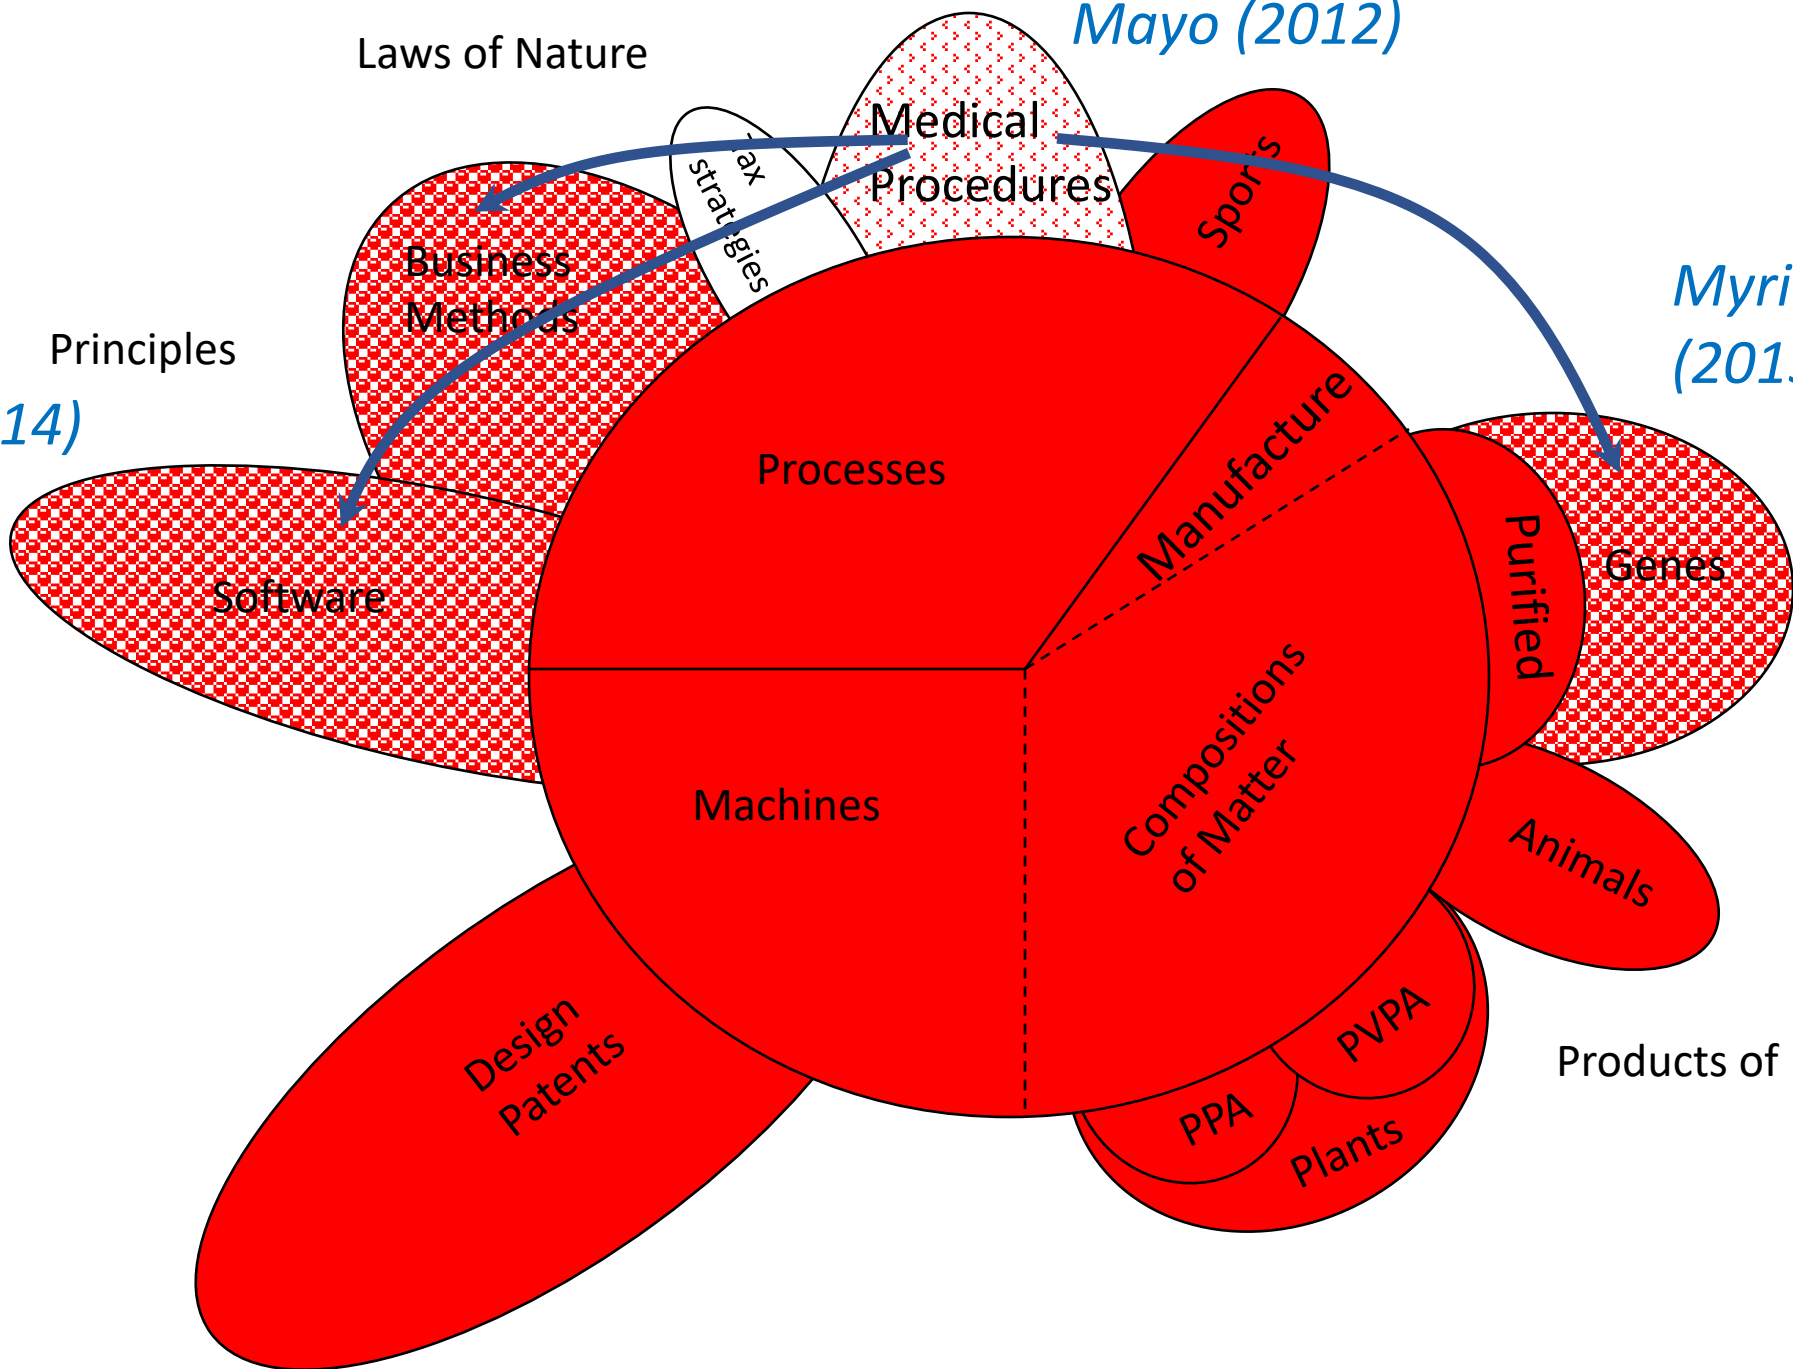 Mayo (2012)
Laws of Nature
Medical
Procedures
Tax
strategies
Sports
Business
Methods
Myri
(201
Principles
14)
Processes
Manufacture
Purified
Genes
Software
Compositions
of Matter
Machines
Animals
Design
Patents
PVPA
PPA
Plants
Products of